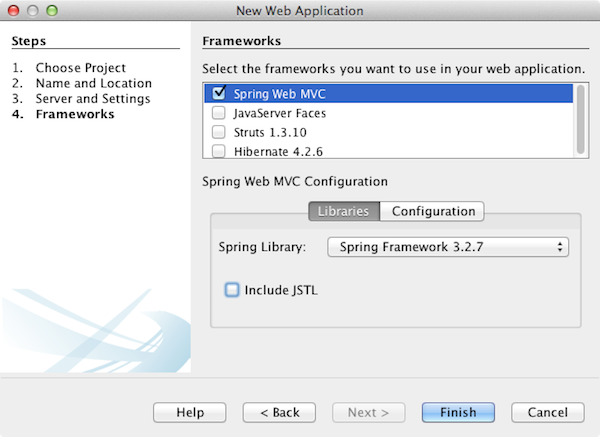 New Web Application
Steps
1. Choose Project
2. Name and Location
3. Server and Settings
4. Frameworks
Frameworks
Select the frameworks you want to use in your web application.
Spring Web MVC
JavaServer Faces
Struts 1.3.10
Hibernate 4.2.6
Spring Web MVC Configuration
Libraries Configuration
Spring Library: Spring Framework 3.2.7
Include JSTL
Help < Back Next > Finish Cancel